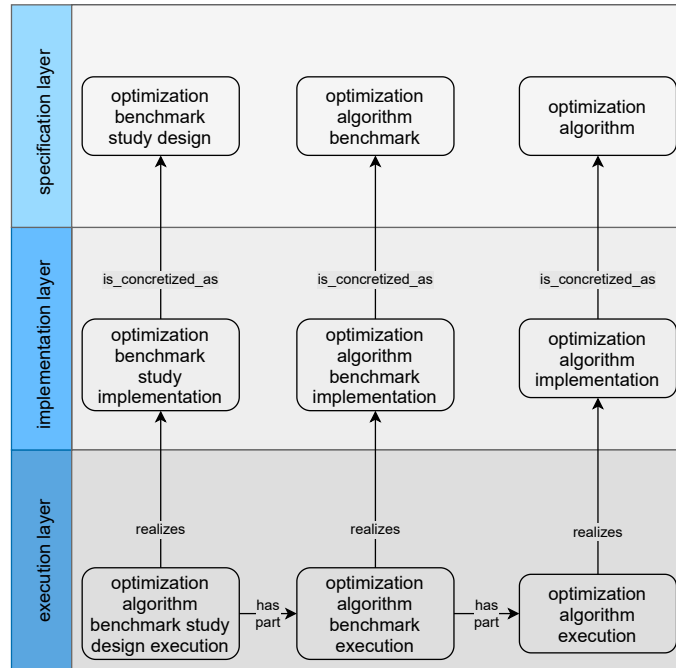 specification layer
optimization
benchmark
study design
optimization
algorithm
benchmark
optimization
algorithm
implementation layer
is_concretized_as
is_concretized_as
is_concretized_as
optimization
benchmark
study
implementation
optimization
algorithm
benchmark
implementation
optimization
algorithm
implementation
execution layer
realizes
realizes
realizes
optimization
algorithm
benchmark study
design execution
has
part
optimization
algorithm
benchmark
execution
has
part
optimization
algorithm
execution